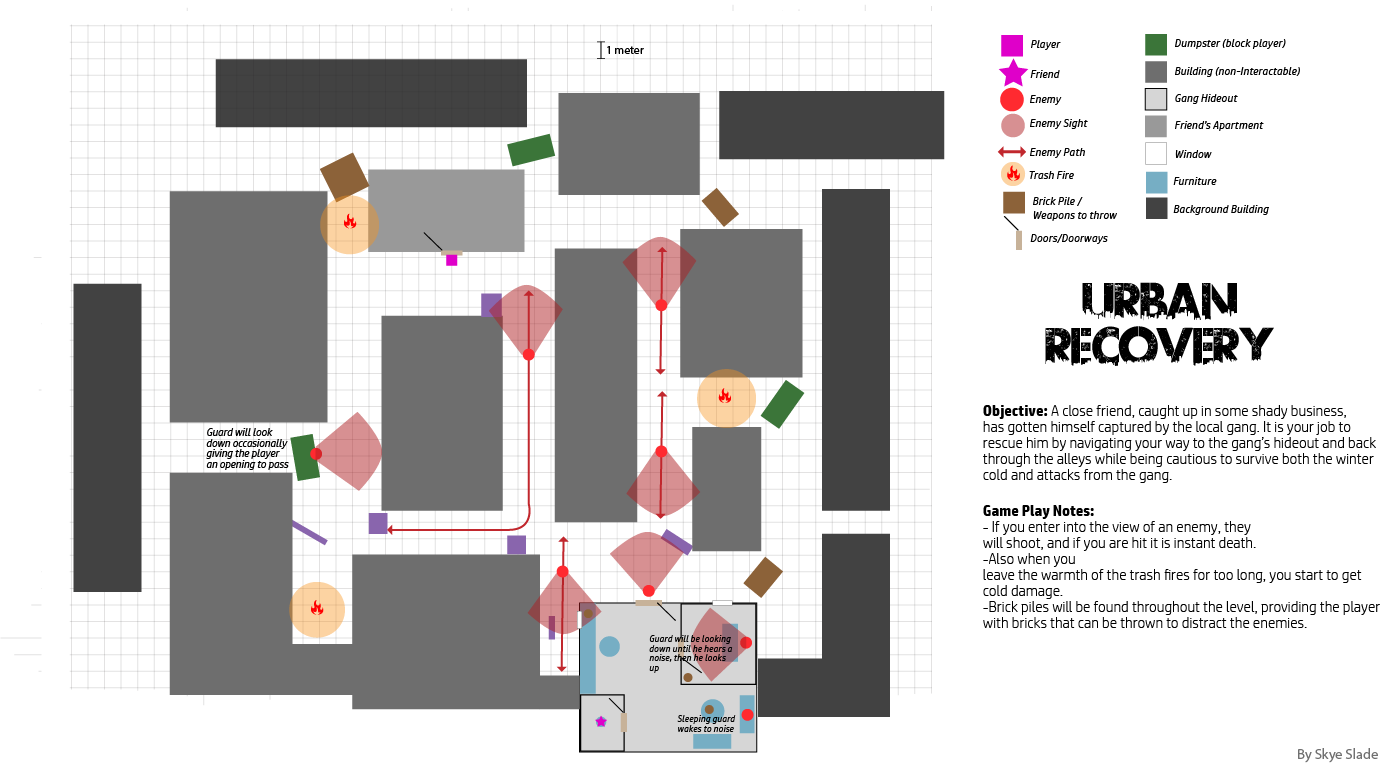 1 meter
Player
Friend
Enemy
Enemy Sight
Enemy Path
Trash Fire
Brick Pile /
Weapons to throw
Doors/Doorways
Dumpster (block player)
Building (non-Interactable)
Gang Hideout
Friend's Apartment
Window
Furniture
Background Building
URBAN
RECOVERY
Objective: A close friend, caught up in some shady business,
has gotten himself captured by the local gang. It is your job to
rescue him by navigating your way to the gang's hideout and back
through the alleys while being cautious to survive both the winter
cold and attacks from the gang.
Game Play Notes:
- If you enter into the view of an enemy, they
will shoot, and if you are hit it is instant death.
-Also when you
leave the warmth of the trash fires for too long, you start to get
cold damage.
-Brick piles will be found throughout the level, providing the player
with bricks that can be thrown to distract the enemies.
Guard will look
down occasionally
giving the player
an opening to pass
Guard will be looking
down until he hears a
noise, then he looks
up
Sleeping guard
wakes to noise
By Skye Slade